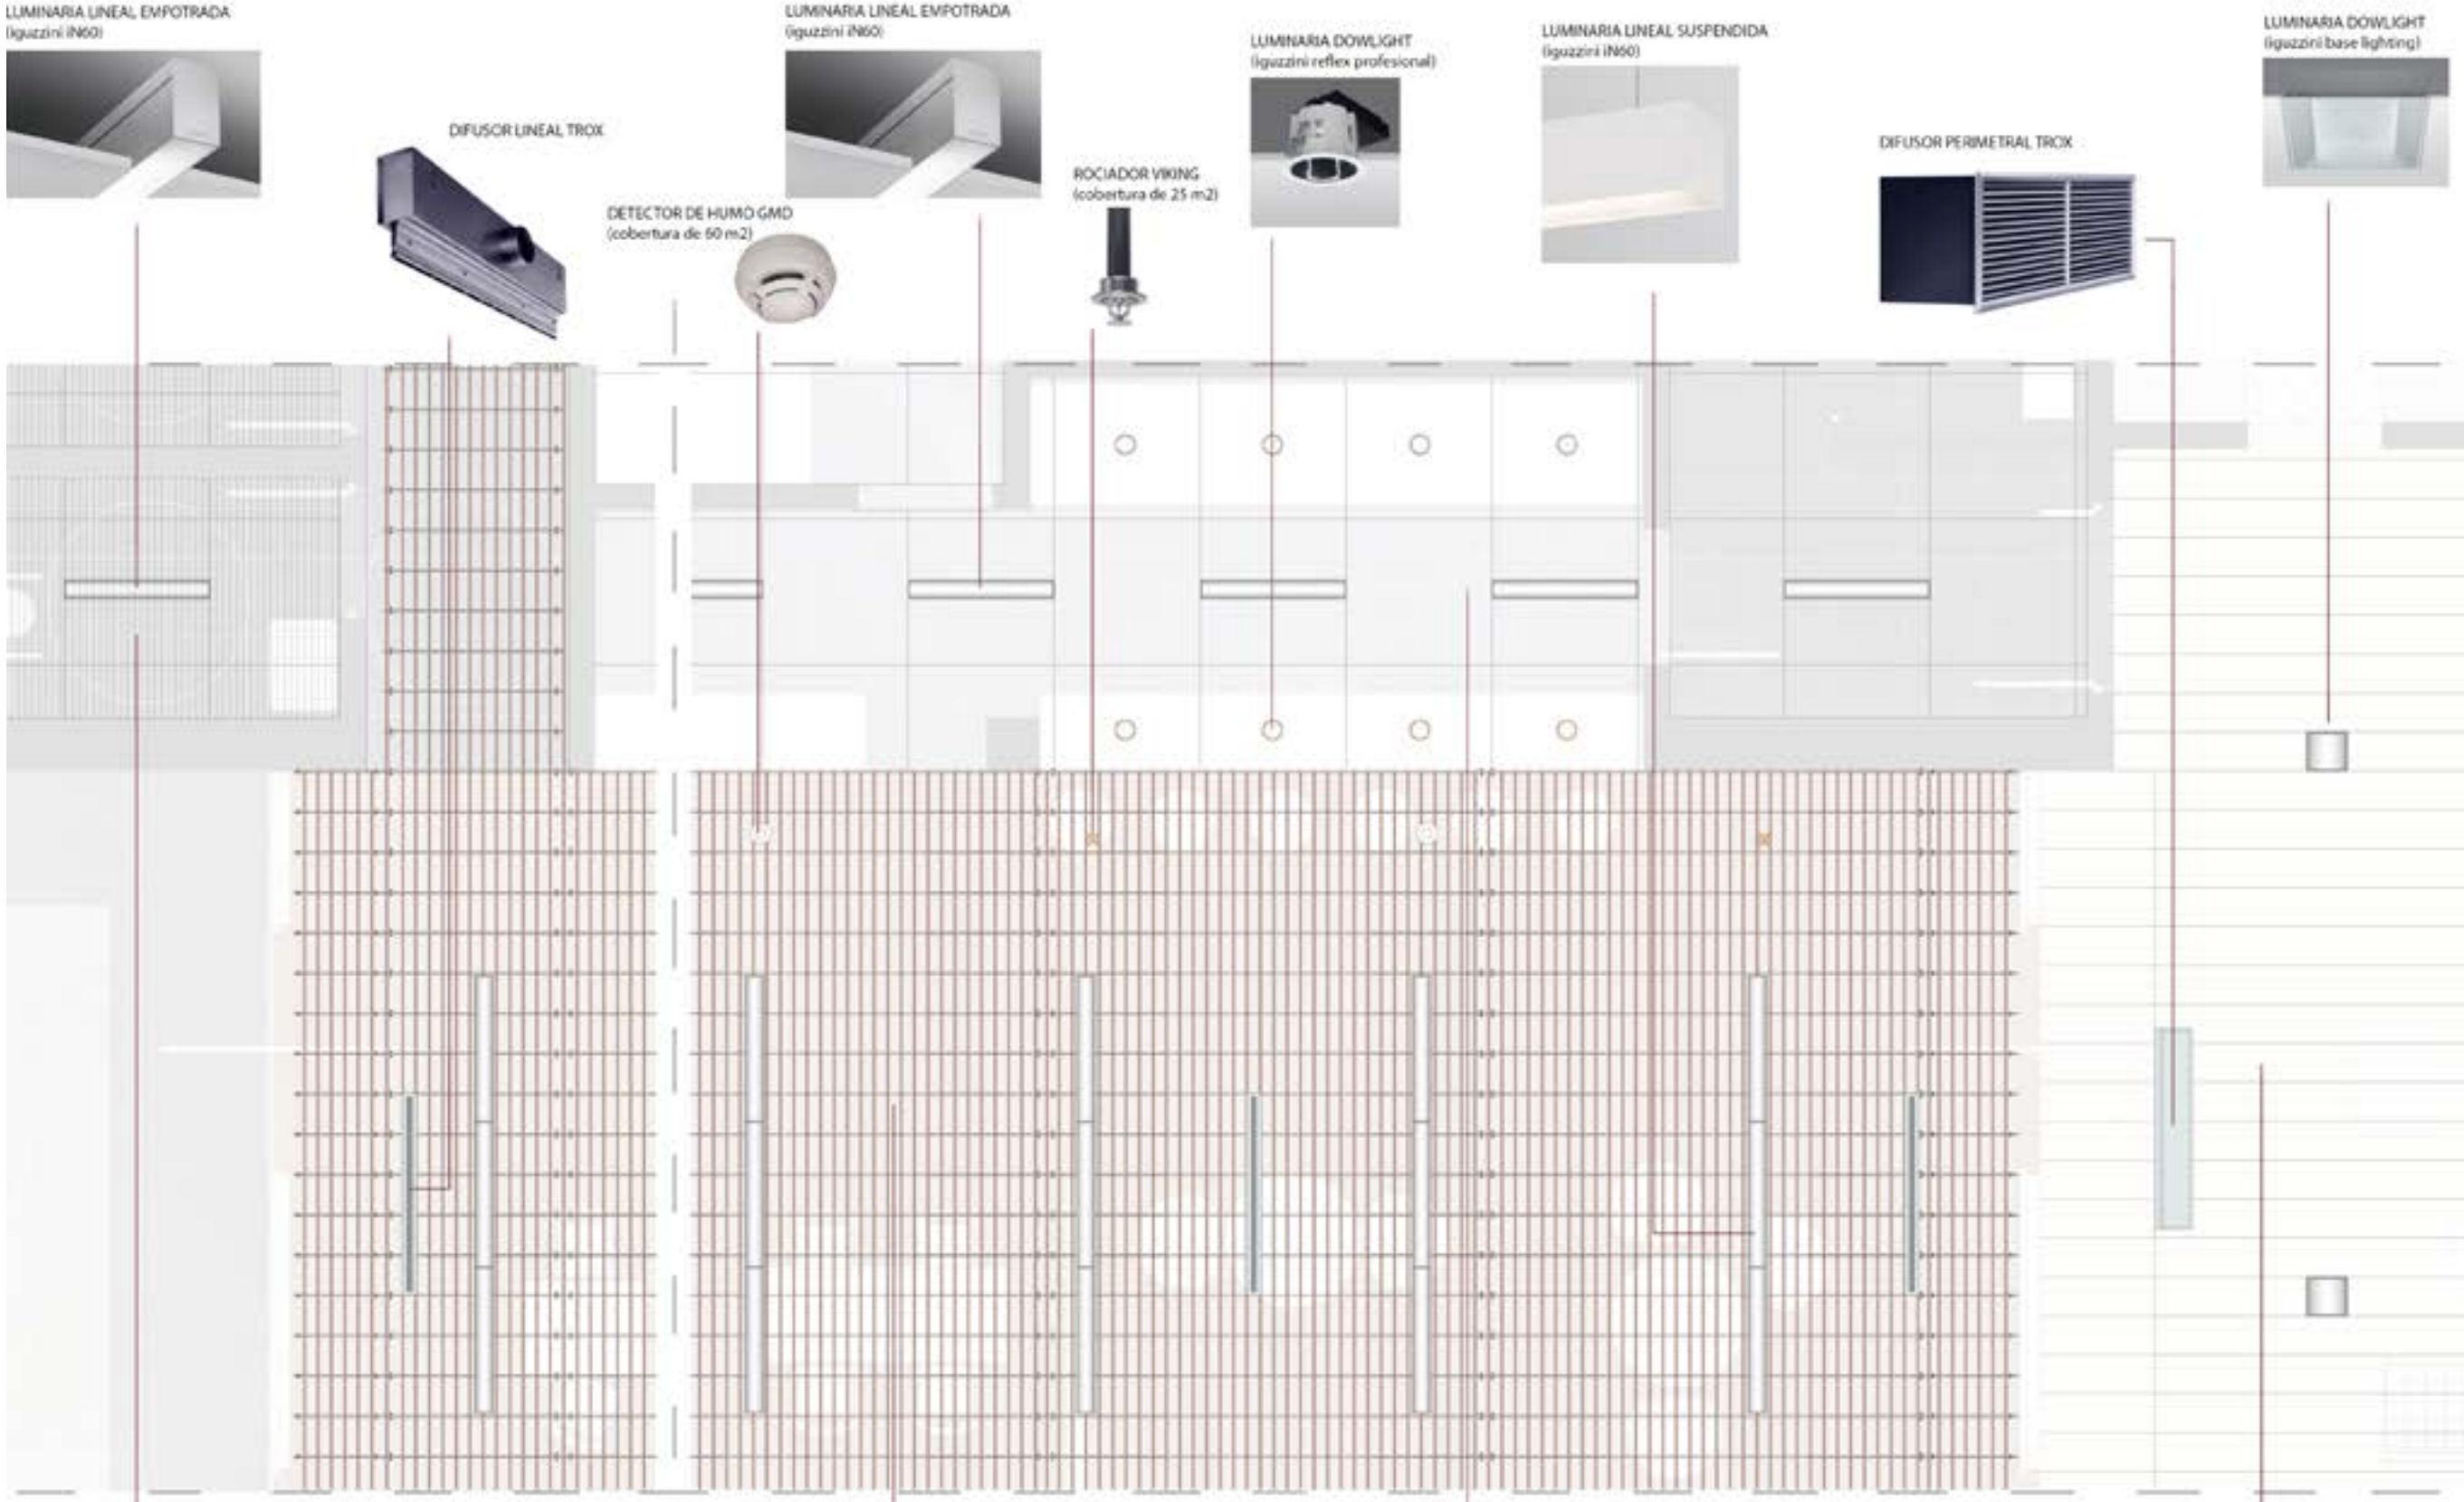 LUMINARIA LINEAL EMPOTRADA
(iguzzini iN60)
DIFUSOR LINEAL TROX
DETECTOR DE HUMO GMD
(cobertura de 60 m2)
LUMINARIA LINEAL EMPOTRADA
(iguzzini iN60)
ROCIADOR VIKING
(cobertura de 25 m2)
LUMINARIA DOWLIGHT
(iguzzini reflex profesional)
LUMINARIA LINEAL SUSPENDIDA
(iguzzini iN60)
DIFUSOR PERIMETRAL TROX
LUMINARIA DOWLIGHT
(iguzzini base lighting)